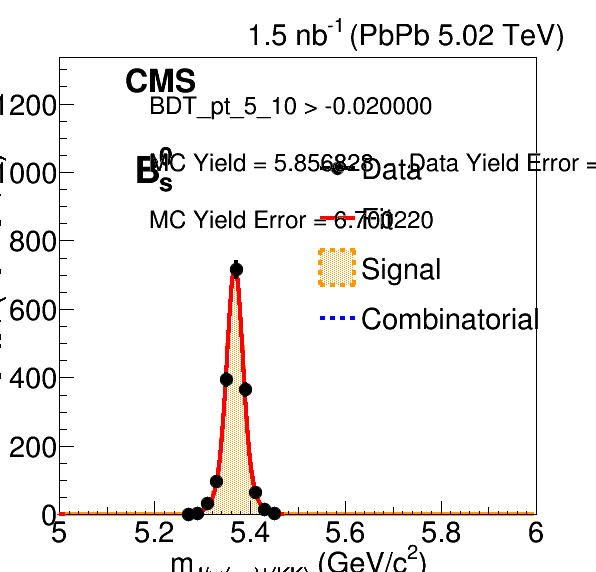 1.5 nb-1 (PbPb 5.02 TeV)
CMS
BDT_pt_5_10 > -0.020000
MC Yield = 5.856828 Data Yield Error =
B0s
Data
MC Yield Error = 6.700220
Fit
Signal
Combinatorial
1200
1000
800
600
400
200
0
5 5.2 5.4 5.6 5.8 6
m (GeV/c2)